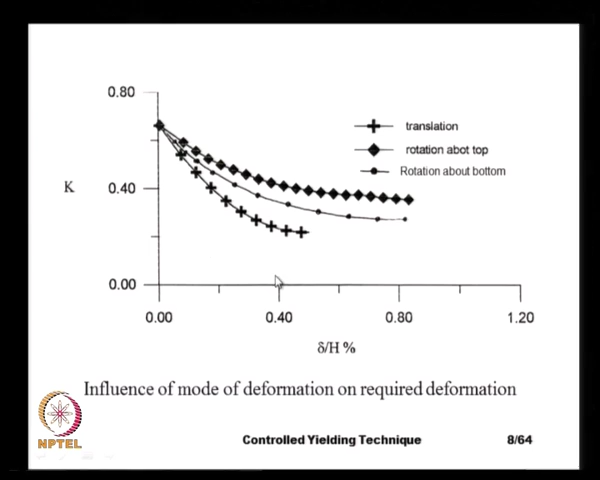 0.80
translation
rotation abot top
Rotation about bottom
K
0.40
0.00
0.00
0.40
0.80
1.20
δ/H %
Influence of mode of deformation on required deformation
NPTEL
Controlled Yielding Technique
8/64